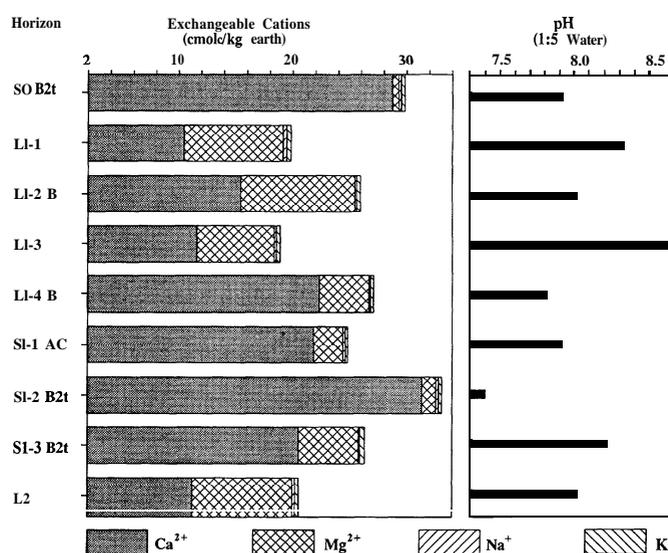 Horizon Exchangeable Cations pH
(cmolc/kg earth) (1:5 Water)
2 10 20 30 7.5 8.0 8.5
SO B2t
Ll-1
Ll-2 B
Ll-3
Ll-4 B
Sl-1 AC
Sl-2 B2t
S1-3 B2t
L2
Ca2+ Mg2+ Na+ K